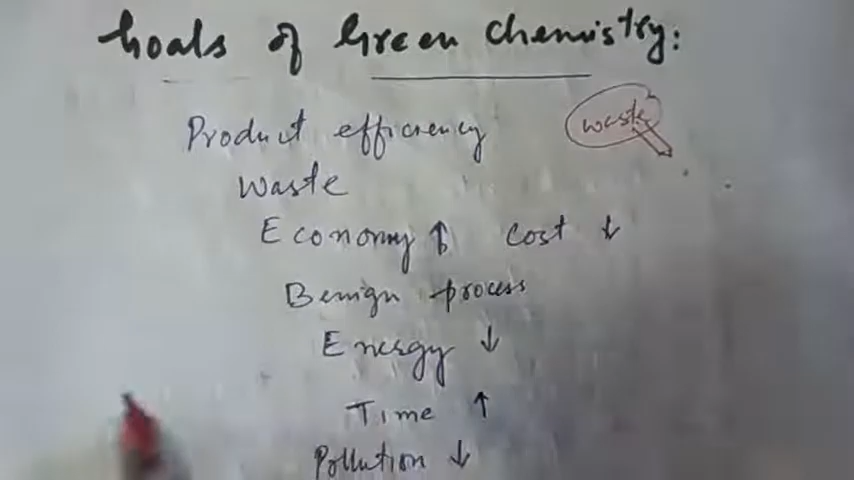 Goals of Green Chemistry:
Product efficiency
waste
Waste
Economy ↑ Cost ↓
Benign process
Energy ↓
Time ↑
Pollution ↓